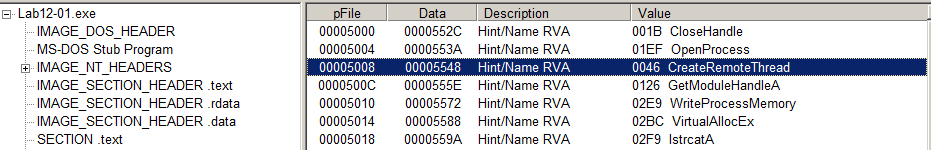 Lab12-01.exe
IMAGE_DOS_HEADER
MS-DOS Stub Program
IMAGE_NT_HEADERS
IMAGE_SECTION_HEADER .text
IMAGE_SECTION_HEADER .rdata
IMAGE_SECTION_HEADER .data
SECTION .text
pFile Data Description Value
00005000 0000552C Hint/Name RVA 001B CloseHandle
00005004 0000553A Hint/Name RVA 01EF OpenProcess
00005008 00005548 Hint/Name RVA 0046 CreateRemoteThread
0000500C 0000555E Hint/Name RVA 0126 GetModuleHandleA
00005010 00005572 Hint/Name RVA 02E9 WriteProcessMemory
00005014 00005588 Hint/Name RVA 02BC VirtualAllocEx
00005018 0000559A Hint/Name RVA 02F9 lstrcatA